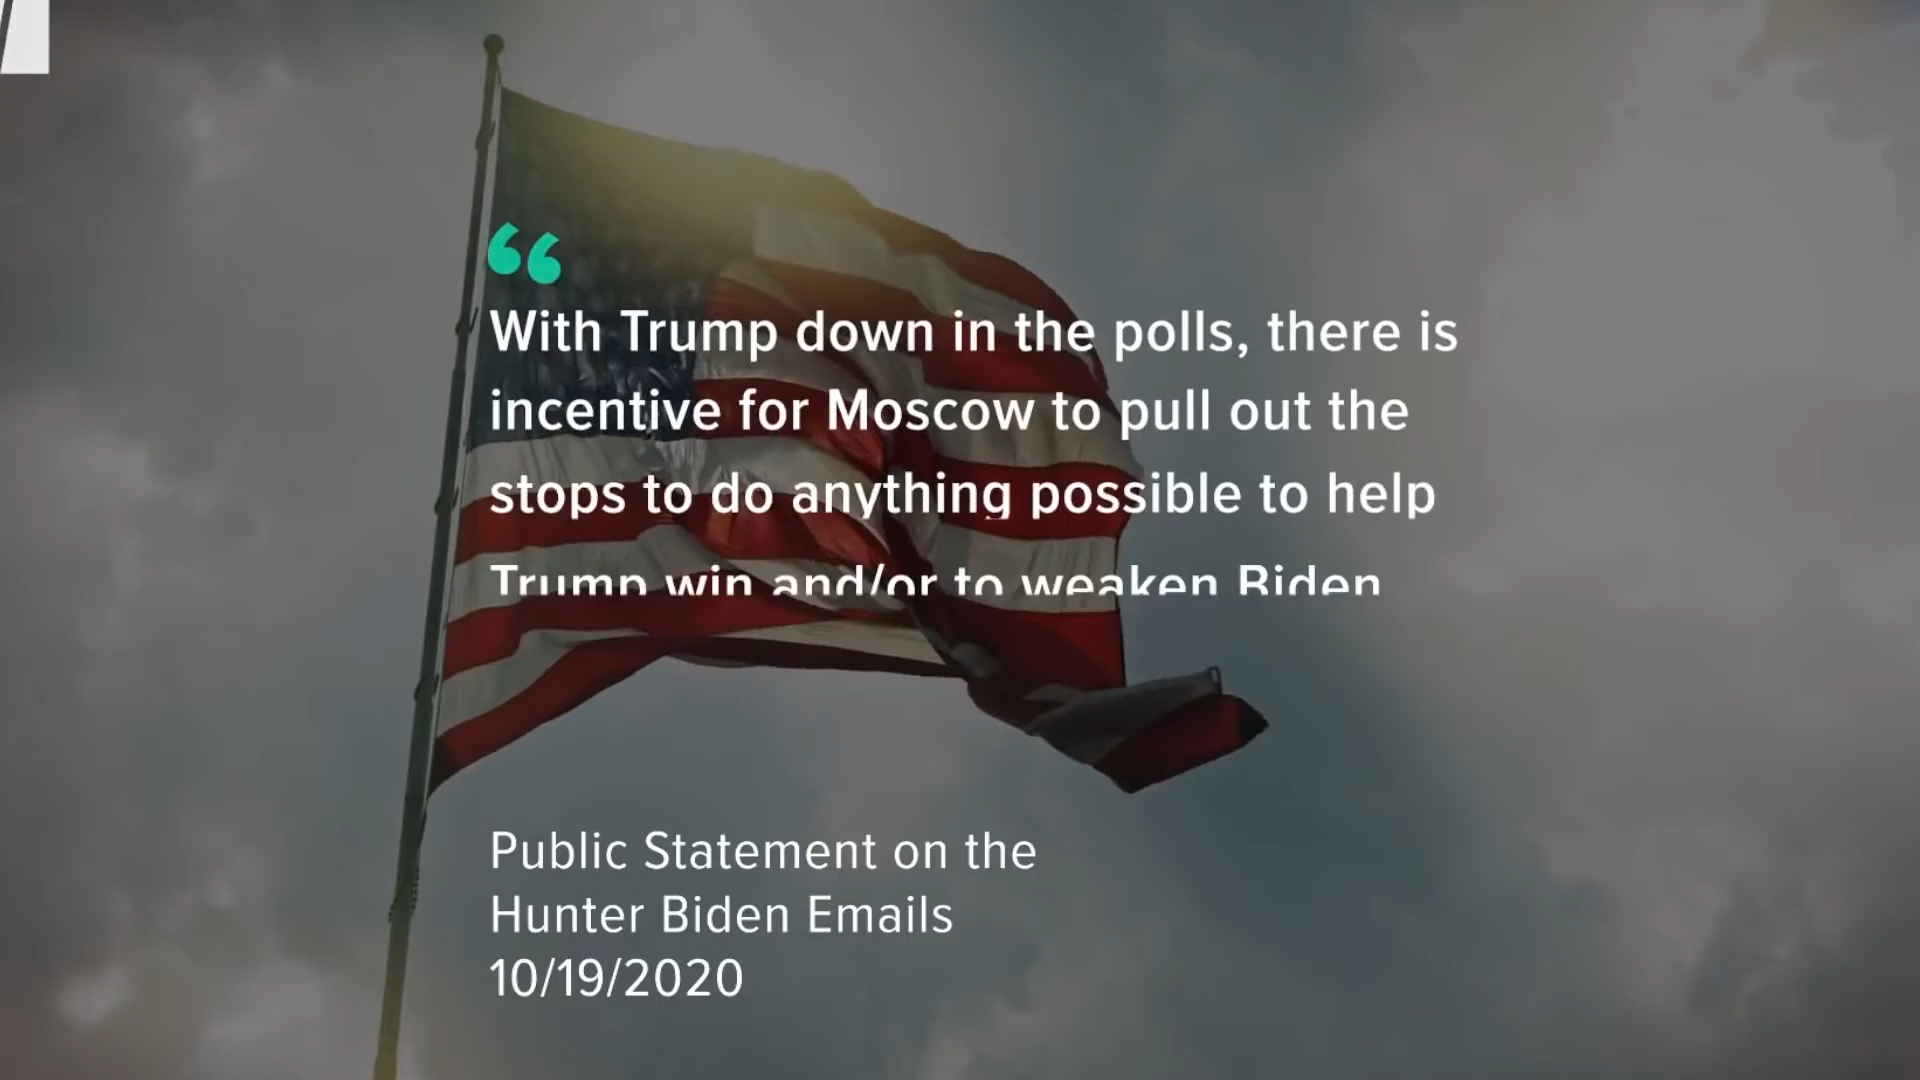 “
With Trump down in the polls, there is
incentive for Moscow to pull out the
stops to do anything possible to help
Trump win and/or to weaken Biden
Public Statement on the
Hunter Biden Emails
10/19/2020